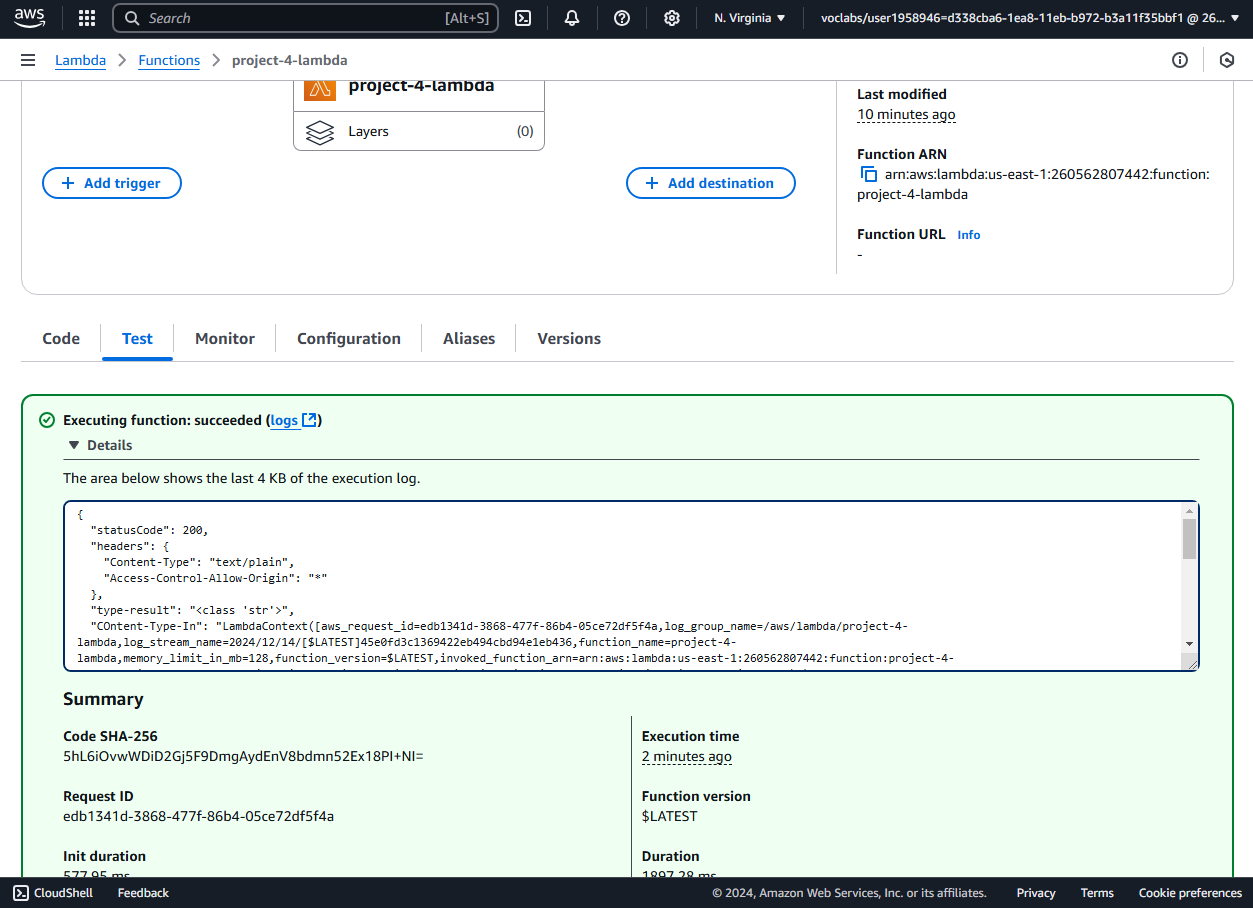 aws
Search [Alt+S] N. Virginia voclabs/user1958946=d338cba6-1ea8-11eb-b972-b3a11f35bbf1 @ 26...
Lambda Functions project-4-lambda
project-4-lambda
Layers (0)
Add trigger
Add destination
Last modified
10 minutes ago
Function ARN
arn:aws:lambda:us-east-1:260562807442:function:
project-4-lambda
Function URL Info
-
Code Test Monitor Configuration Aliases Versions
Executing function: succeeded (logs)
Details
The area below shows the last 4 KB of the execution log.
{
"statusCode": 200,
"headers": {
"Content-Type": "text/plain",
"Access-Control-Allow-Origin": "*"
},
"type-result": "<class 'str'>",
"COntent-Type-In": "LambdaContext([aws_request_id=edb1341d-3868-477f-86b4-05ce72df5f4a,log_group_name=/aws/lambda/project-4-
lambda,log_stream_name=2024/12/14/[$LATEST]45e0fd3c1369422eb494cbd94e1eb436,function_name=project-4-
lambda,memory_limit_in_mb=128,function_version=$LATEST,invoked_function_arn=arn:aws:lambda:us-east-1:260562807442:function:project-4-
Summary
Code SHA-256
5hL6iOvwWDiD2Gj5F9DmgAydEnV8bdmn52Ex18PI+NI=
Execution time
2 minutes ago
Request ID
edb1341d-3868-477f-86b4-05ce72df5f4a
Function version
$LATEST
Init duration
577.95 ms
Duration
1897.28 ms
CloudShell Feedback © 2024, Amazon Web Services, Inc. or its affiliates. Privacy Terms Cookie preferences